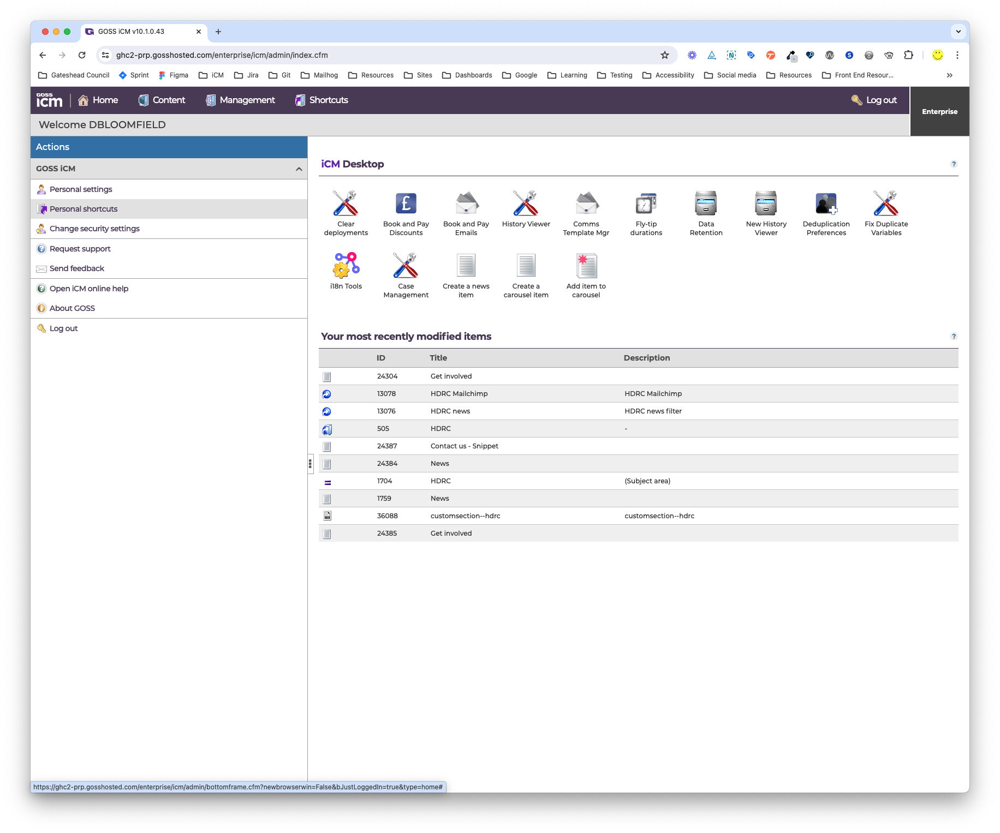 GOSS iCM v10.1.0.43
ghc2-prp.gosshosted.com/enterprise/icm/admin/index.cfm
Gateshead Council Sprint Figma iCM Jira Git Mailhog Resources Sites Dashboards Google Learning Testing Accessibility Social media Resources Front End Resour...
GOSS icm Home Content Management Shortcuts Log out Enterprise
Welcome DBLOOMFIELD
Actions
GOSS iCM
Personal settings
Personal shortcuts
Change security settings
Request support
Send feedback
Open iCM online help
About GOSS
Log out
iCM Desktop ?
Clear deployments
Book and Pay Discounts
Book and Pay Emails
History Viewer
Comms Template Mgr
Fly-tip durations
Data Retention
New History Viewer
Deduplication Preferences
Fix Duplicate Variables
i18n Tools
Case Management
Create a news item
Create a carousel item
Add item to carousel
Your most recently modified items ?
ID Title Description
24304 Get involved
13078 HDRC Mailchimp HDRC Mailchimp
13076 HDRC news HDRC news filter
505 HDRC -
24387 Contact us - Snippet
24384 News
1704 HDRC (Subject area)
1759 News
36088 customsection--hdrc customsection--hdrc
24385 Get involved
https://ghc2-prp.gosshosted.com/enterprise/icm/admin/bottomframe.cfm?newbrowserwin=False&bJustLoggedIn=true&type=home#